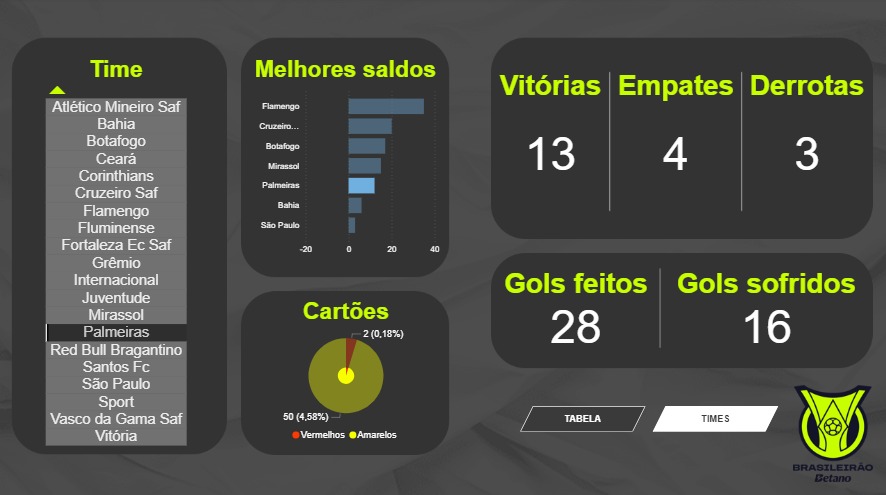 Time
Atlético Mineiro Saf
Bahia
Botafogo
Ceará
Corinthians
Cruzeiro Saf
Flamengo
Fluminense
Fortaleza Ec Saf
Grêmio
Internacional
Juventude
Mirassol
Palmeiras
Red Bull Bragantino
Santos Fc
São Paulo
Sport
Vasco da Gama Saf
Vitória
Melhores saldos
Flamengo
Cruzeiro...
Botafogo
Mirassol
Palmeiras
Bahia
São Paulo
-20 0 20 40
Cartões
2 (0,18%)
50 (4,58%)
Vermelhos Amarelos
Vitórias Empates Derrotas
13 4 3
Gols feitos Gols sofridos
28 16
TABELA TIMES
BRASILEIRÃO
Betano